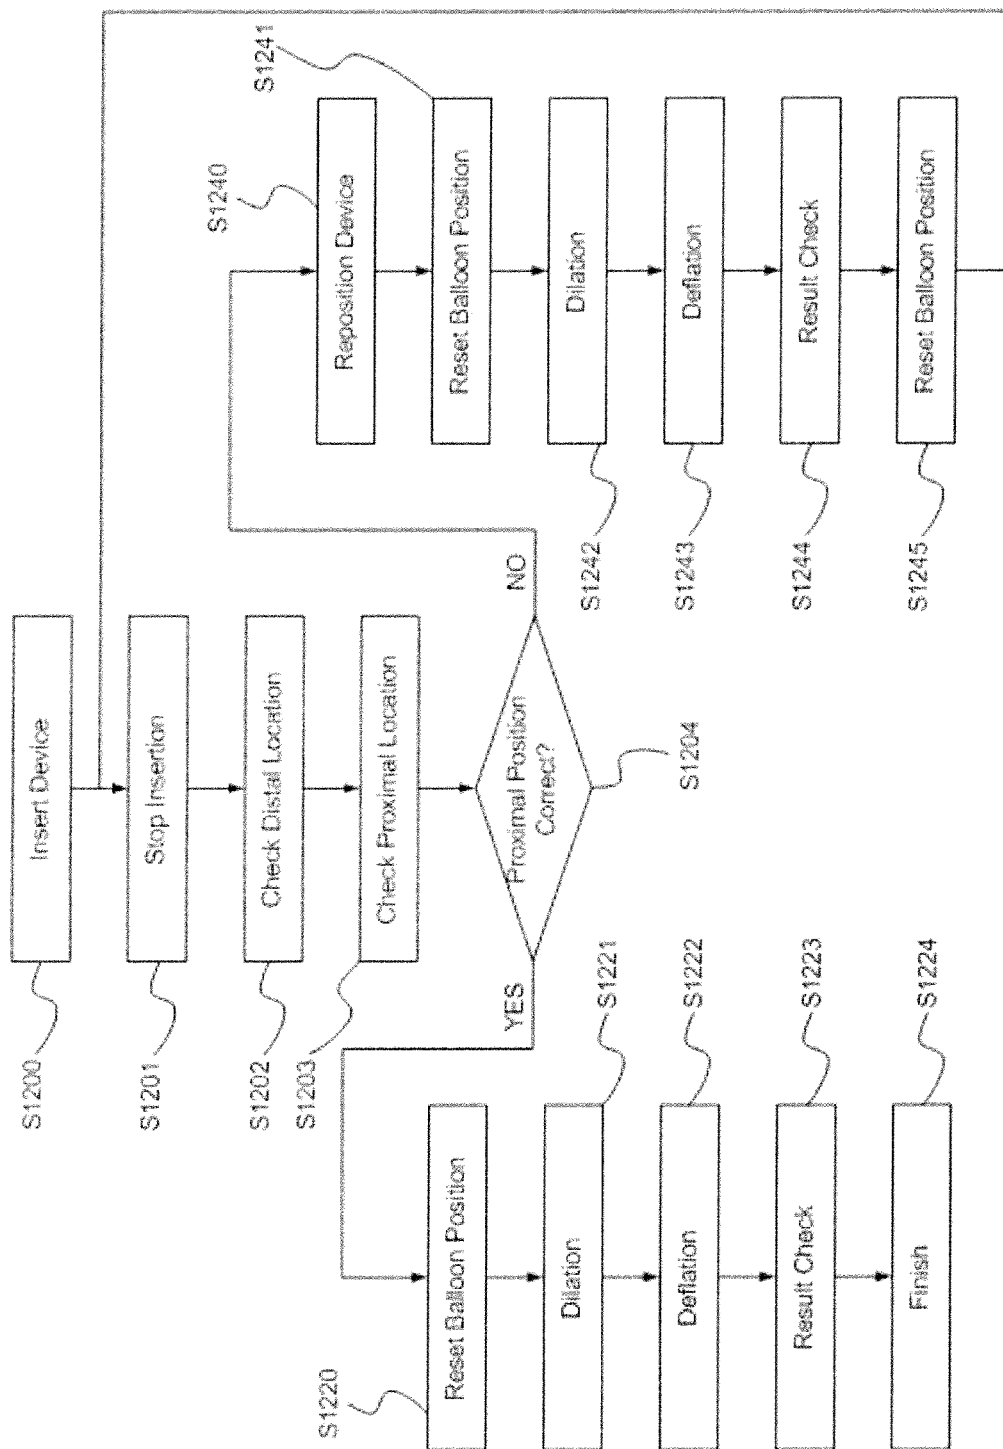 S1200
Insert Device
S1201
Stop Insertion
S1202
Check Distal Location
S1203
Check Proximal Location
Proximal Position
Correct?
S1204
YES
NO
S1220
Reset Balloon Position
Dilation
S1221
Deflation
S1222
Result Check
S1223
Finish
S1224
S1240
Reposition Device
S1241
Reset Balloon Position
Dilation
S1242
Deflation
S1243
Result Check
S1244
Reset Balloon Position
S1245